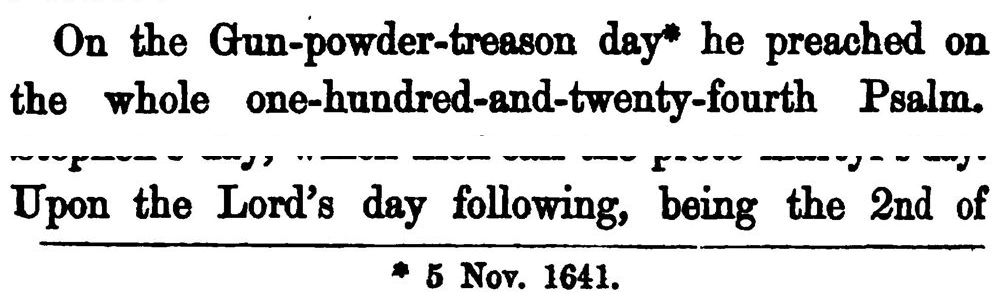 On the Gun-powder-treason day* he preached on
the whole one-hundred-and-twenty-fourth Psalm.
Upon the Lord's day following, being the 2nd of
* 5 Nov. 1641.